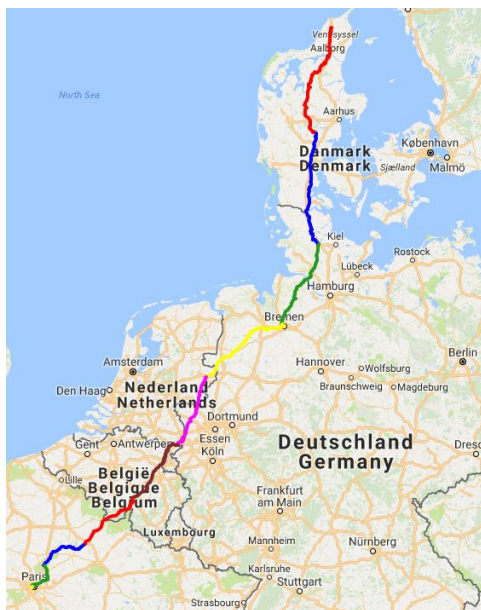 Vendsyssel
Aalborg
North Sea
Aarhus
Danmark
Denmark
København
Sjælland
Malmö
Kiel
Rostock
Lübeck
Hamburg
Bremen
Amsterdam
Hannover
Wolfsburg
Berlin
Den Haag
Nederland
Netherlands
Braunschweig
Magdeburg
Dortmund
Gent
Antwerpen
Essen
Köln
Deutschland
Germany
Dresd
Lille
België
Belgique
Belgium
Frankfurt
am Main
Luxembourg
Mannheim
Nürnberg
Paris
Karlsruhe
Stuttgart
Strasbourg